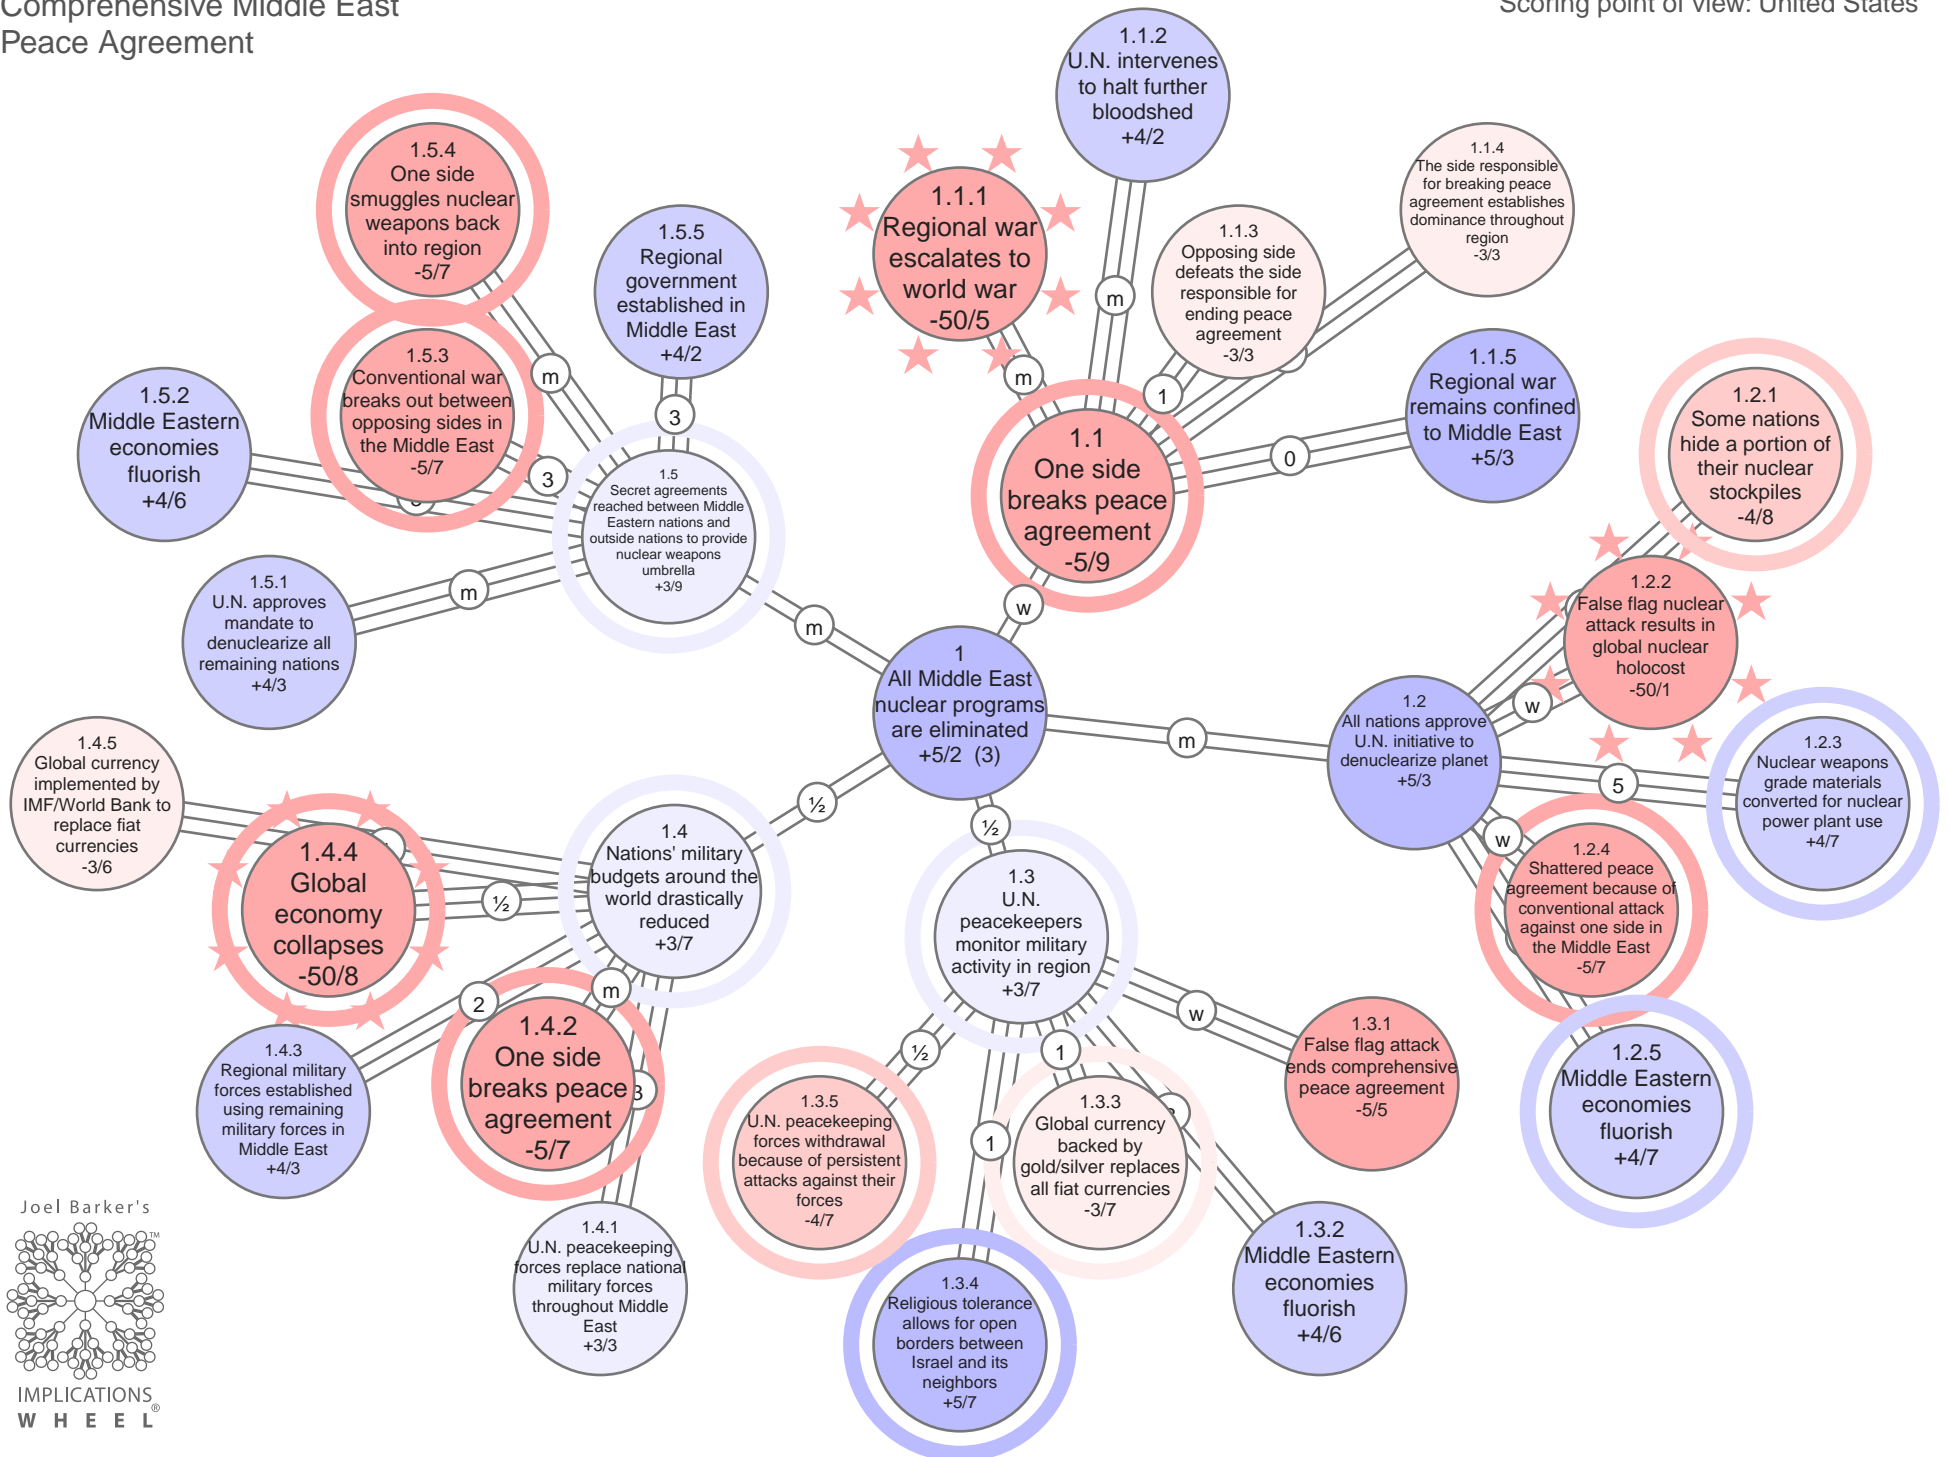 Comprehensive Middle East
Peace Agreement
Scoring point of view: United States
1.1.2
U.N. intervenes
to halt further
bloodshed
+4/2
1.5.4
One side
smuggles nuclear
weapons back
into region
-5/7
1.1.1
Regional war
escalates to
world war
-50/5
1.1.4
The side responsible
for breaking peace
agreement establishes
dominance throughout
region
-3/3
1.5.5
Regional
government
established in
Middle East
+4/2
1.1.3
Opposing side
defeats the side
responsible for
ending peace
agreement
-3/3
1.5.3
Conventional war
breaks out between
opposing sides in
the Middle East
-5/7
1.1.5
Regional war
remains confined
to Middle East
+5/3
1.5.2
Middle Eastern
economies
fluorish
+4/6
1.2.1
Some nations
hide a portion of
their nuclear
stockpiles
-4/8
m
m
m
1
3
3
0
1.1
One side
breaks peace
agreement
-5/9
1.5
Secret agreements
reached between Middle
Eastern nations and
outside nations to provide
nuclear weapons
umbrella
+3/9
1.5.1
U.N. approves
mandate to
denuclearize all
remaining nations
+4/3
m
m
w
1.2.2
False flag nuclear
attack results in
global nuclear
holocost
-50/1
1
All Middle East
nuclear programs
are eliminated
+5/2 (3)
m
1.2
All nations approve
U.N. initiative to
denuclearize planet
+5/3
w
5
w
1.2.3
Nuclear weapons
grade materials
converted for nuclear
power plant use
+4/7
1.4.5
Global currency
implemented by
IMF/World Bank to
replace fiat
currencies
-3/6
½
½
½
1.4.4
Global
economy
collapses
-50/8
1.4
Nations' military
budgets around the
world drastically
reduced
+3/7
1.3
U.N.
peacekeepers
monitor military
activity in region
+3/7
1.2.4
Shattered peace
agreement because of
conventional attack
against one side in
the Middle East
-5/7
2
m
3
w
½
1
1
1.4.3
Regional military
forces established
using remaining
military forces in
Middle East
+4/3
1.4.2
One side
breaks peace
agreement
-5/7
1.3.5
U.N. peacekeeping
forces withdrawal
because of persistent
attacks against their
forces
-4/7
1.3.3
Global currency
backed by
gold/silver replaces
all fiat currencies
-3/7
1.3.1
False flag attack
ends comprehensive
peace agreement
-5/5
1.2.5
Middle Eastern
economies
fluorish
+4/7
1.4.1
U.N. peacekeeping
forces replace national
military forces
throughout Middle
East
+3/3
1.3.4
Religious tolerance
allows for open
borders between
Israel and its
neighbors
+5/7
1.3.2
Middle Eastern
economies
fluorish
+4/6
Joel Barker's
™
IMPLICATIONS
WHEEL®